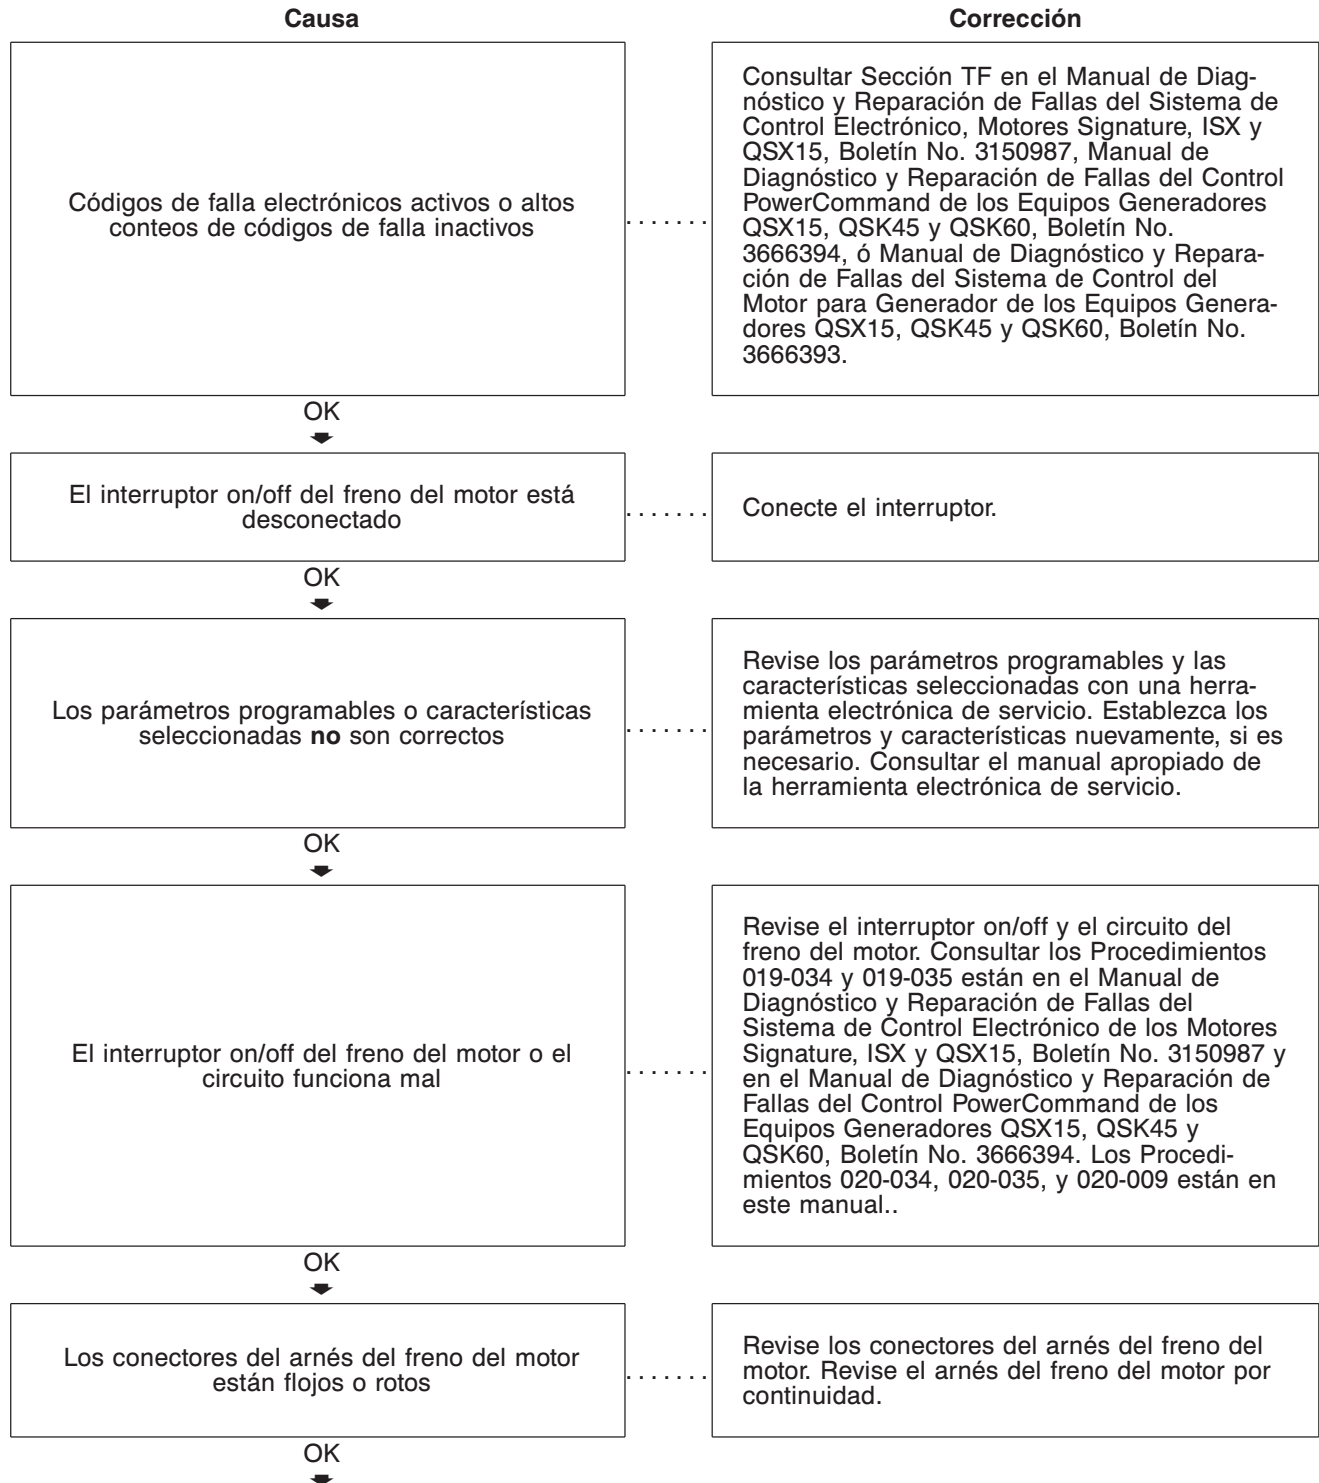 Causa
Corrección
Códigos de falla electrónicos activos o altos
conteos de códigos de falla inactivos
.......
Consultar Sección TF en el Manual de Diag-
nóstico y Reparación de Fallas del Sistema de
Control Electrónico, Motores Signature, ISX y
QSX15, Boletín No. 3150987, Manual de
Diagnóstico y Reparación de Fallas del Control
PowerCommand de los Equipos Generadores
QSX15, QSK45 y QSK60, Boletín No.
3666394, ó Manual de Diagnóstico y Repara-
ción de Fallas del Sistema de Control del
Motor para Generador de los Equipos Genera-
dores QSX15, QSK45 y QSK60, Boletín No.
3666393.
OK
El interruptor on/off del freno del motor está
desconectado
.......
Conecte el interruptor.
OK
Los parámetros programables o características
seleccionadas no son correctos
.......
Revise los parámetros programables y las
características seleccionadas con una herra-
mienta electrónica de servicio. Establezca los
parámetros y características nuevamente, si es
necesario. Consultar el manual apropiado de
la herramienta electrónica de servicio.
OK
El interruptor on/off del freno del motor o el
circuito funciona mal
.......
Revise el interruptor on/off y el circuito del
freno del motor. Consultar los Procedimientos
019-034 y 019-035 están en el Manual de
Diagnóstico y Reparación de Fallas del
Sistema de Control Electrónico de los Motores
Signature, ISX y QSX15, Boletín No. 3150987 y
en el Manual de Diagnóstico y Reparación de
Fallas del Control PowerCommand de los
Equipos Generadores QSX15, QSK45 y
QSK60, Boletín No. 3666394. Los Procedi-
mientos 020-034, 020-035, y 020-009 están en
este manual..
OK
Los conectores del arnés del freno del motor
están flojos o rotos
.......
Revise los conectores del arnés del freno del
motor. Revise el arnés del freno del motor por
continuidad.
OK